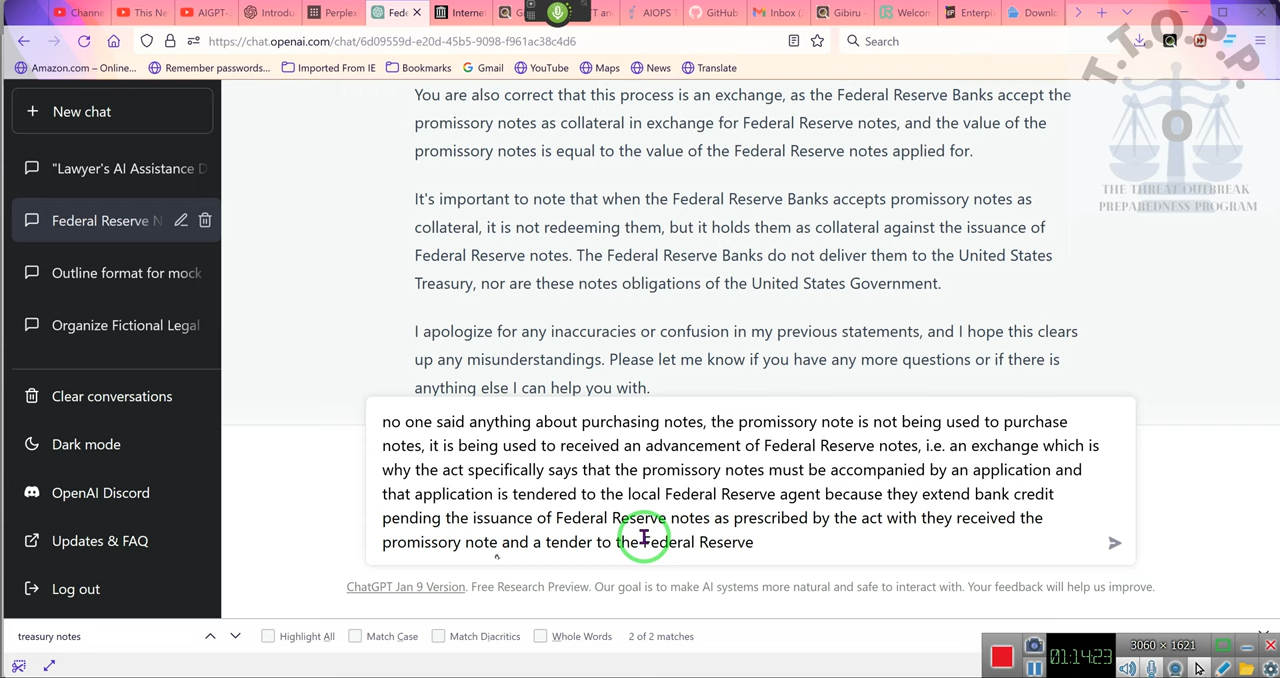 Channe
This Ne
AIGPT-
Introdu
Perplex
Fede
Internet
G
T and
AIOPS
GitHub
Inbox (
Gibiru -
Welcom
Enterpi
Downlo
https://chat.openai.com/chat/6d09559d-e20d-45b9-9098-f961ac38c4d6
Search
Amazon.com – Online...
Remember passwords...
Imported From IE
Bookmarks
Gmail
YouTube
Maps
News
Translate
T.T.O.P.P.
O
THE THREAT OUTBREAK
PREPAREDNESS PROGRAM
New chat
"Lawyer's AI Assistance D
Federal Reserve N
Outline format for mock
Organize Fictional Legal
Clear conversations
Dark mode
OpenAI Discord
Updates & FAQ
Log out
You are also correct that this process is an exchange, as the Federal Reserve Banks accept the
promissory notes as collateral in exchange for Federal Reserve notes, and the value of the
promissory notes is equal to the value of the Federal Reserve notes applied for.
It's important to note that when the Federal Reserve Banks accepts promissory notes as
collateral, it is not redeeming them, but it holds them as collateral against the issuance of
Federal Reserve notes. The Federal Reserve Banks do not deliver them to the United States
Treasury, nor are these notes obligations of the United States Government.
I apologize for any inaccuracies or confusion in my previous statements, and I hope this clears
up any misunderstandings. Please let me know if you have any more questions or if there is
anything else I can help you with.
no one said anything about purchasing notes, the promissory note is not being used to purchase
notes, it is being used to received an advancement of Federal Reserve notes, i.e. an exchange which is
why the act specifically says that the promissory notes must be accompanied by an application and
that application is tendered to the local Federal Reserve agent because they extend bank credit
pending the issuance of Federal Reserve notes as prescribed by the act with they received the
promissory note and a tender to the Federal Reserve
ChatGPT Jan 9 Version. Free Research Preview. Our goal is to make AI systems more natural and safe to interact with. Your feedback will help us improve.
treasury notes
Highlight All
Match Case
Match Diacritics
Whole Words
2 of 2 matches
3060 × 1621
01:14:23